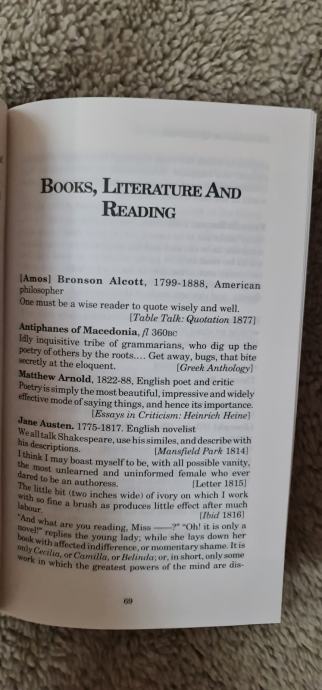 BOOKS, LITERATURE AND
READING
[Amos] Bronson Alcott, 1799-1888, American
philosopher
One must be a wise reader to quote wisely and well.
[Table Talk: Quotation 1877]
Antiphanes of Macedonia, fl 360BC
Idly inquisitive tribe of grammarians, who dig up the
poetry of others by the roots.... Get away, bugs, that bite
secretly at the eloquent. [Greek Anthology]
Matthew Arnold, 1822-88, English poet and critic
Poetry is simply the most beautiful, impressive and widely
effective mode of saying things, and hence its importance.
[Essays in Criticism: Heinrich Heine]
Jane Austen. 1775-1817. English novelist
We all talk Shakespeare, use his similes, and describe with
his descriptions. [Mansfield Park 1814]
I think I may boast myself to be, with all possible vanity,
the most unlearned and uninformed female who ever
dared to be an authoress. [Letter 1815]
The little bit (two inches wide) of ivory on which I work
with so fine a brush as produces little effect after much
labour. [Ibid 1816]
"And what are you reading, Miss ——?" "Oh! it is only a
novel!" replies the young lady; while she lays down her
book with affected indifference, or momentary shame. It is
only Cecilia, or Camilla, or Belinda; or, in short, only some
work in which the greatest powers of the mind are dis-
69